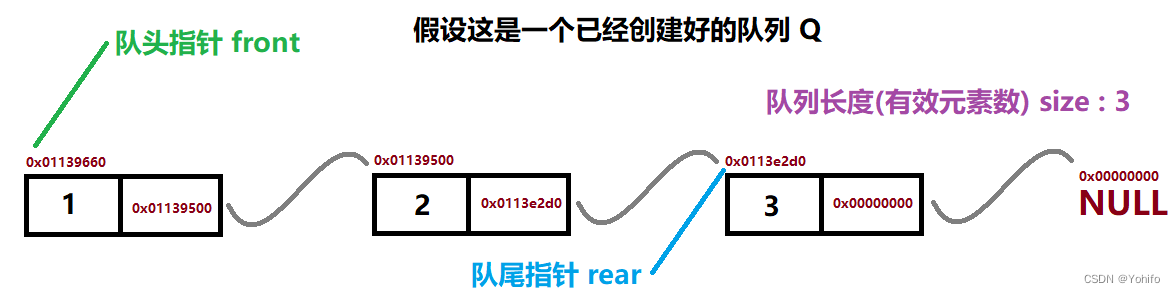 假设这是一个已经创建好的队列 Q
队头指针 front
队列长度(有效元素数) size : 3
0x01139660
0x01139500
0x0113e2d0
0x00000000
1
0x01139500
2
0x0113e2d0
3
0x00000000
NULL
队尾指针 rear
CSDN @Yohifo